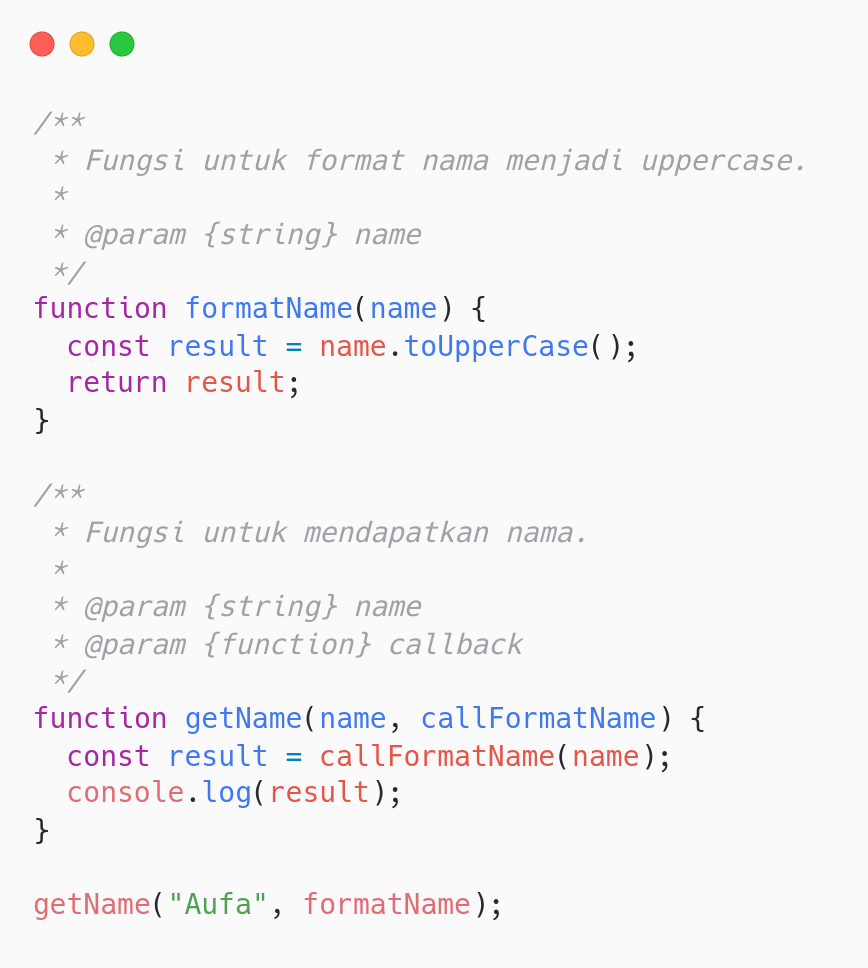 /**
 * Fungsi untuk format nama menjadi uppercase.
 *
 * @param {string} name
 */
function formatName(name) {
  const result = name.toUpperCase();
  return result;
}

/**
 * Fungsi untuk mendapatkan nama.
 *
 * @param {string} name
 * @param {function} callback
 */
function getName(name, callFormatName) {
  const result = callFormatName(name);
  console.log(result);
}

getName("Aufa", formatName);